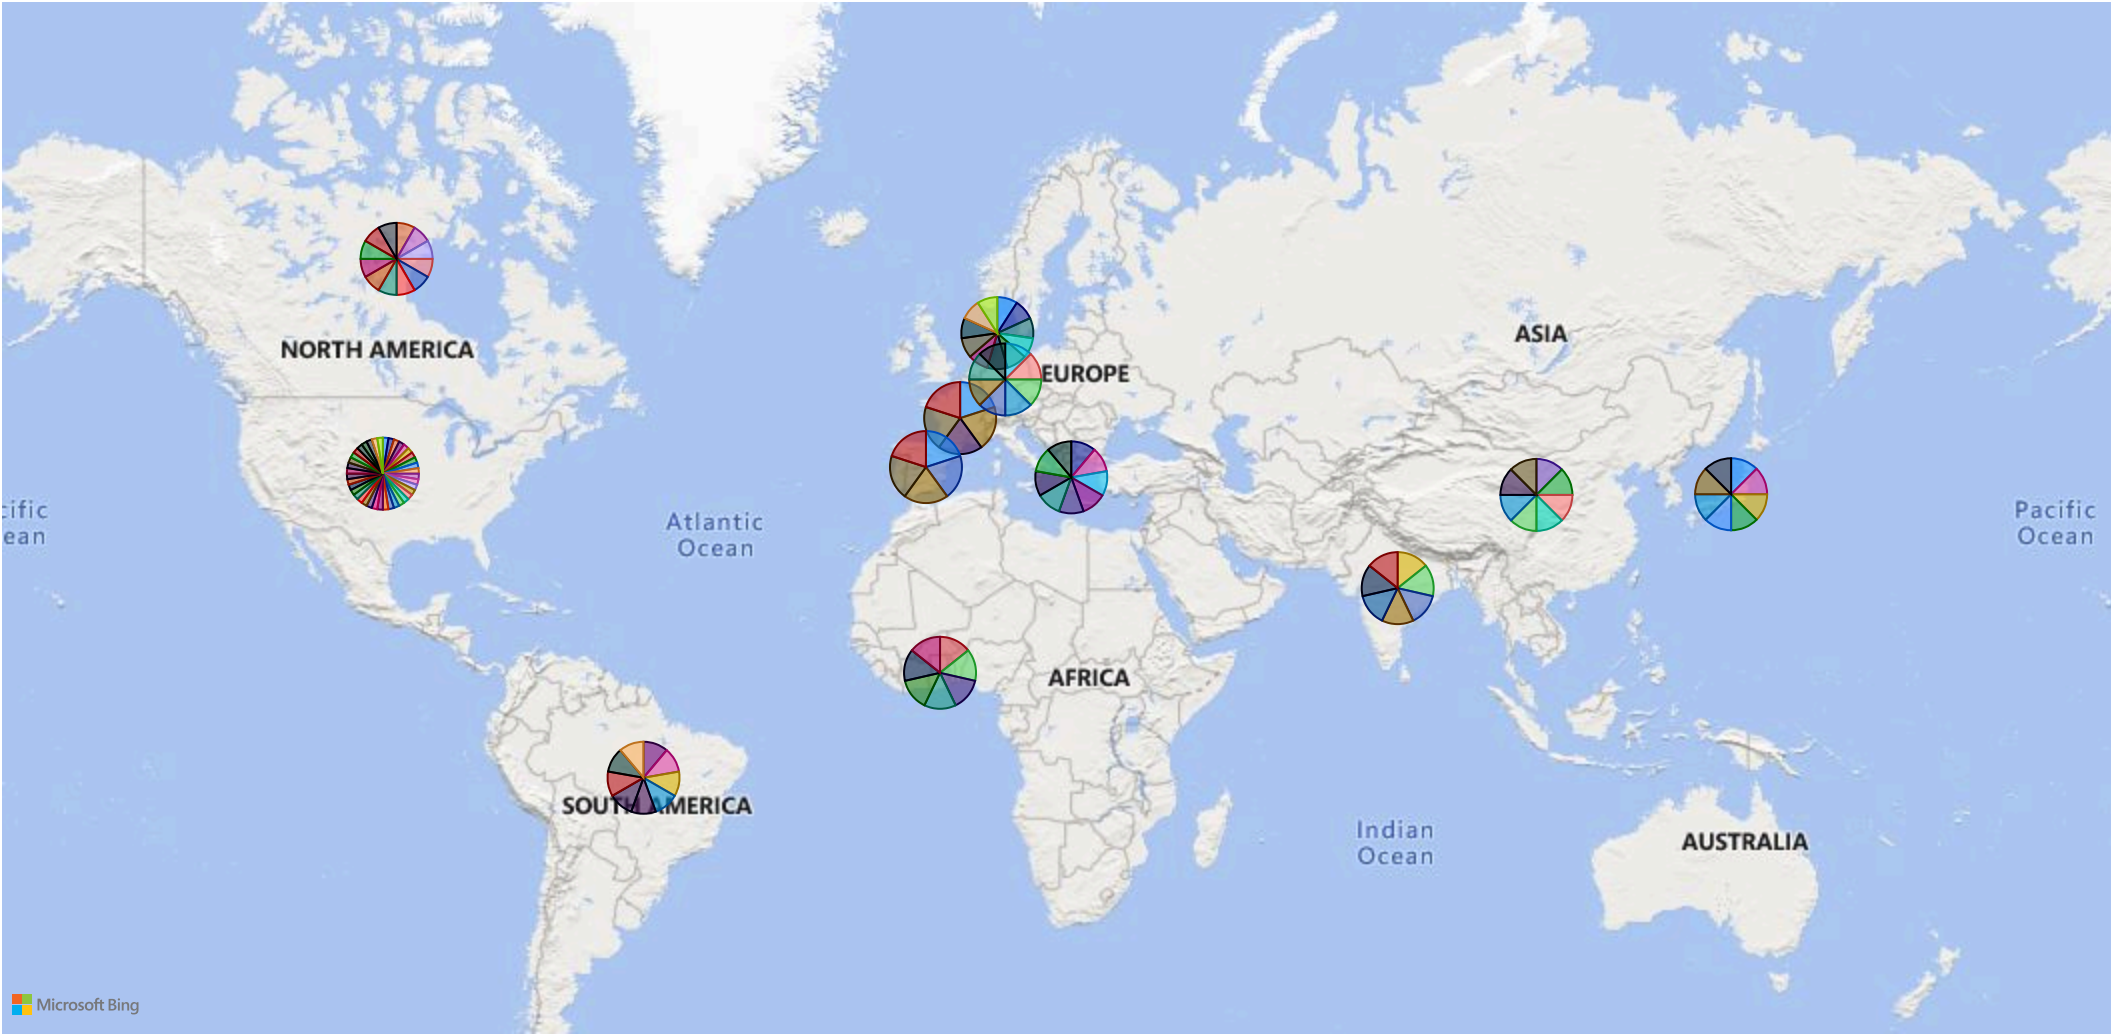 NORTH AMERICA
ASIA
EUROPE
cific
ean
Atlantic
Ocean
Pacific
Ocean
AFRICA
SOUTH AMERICA
Indian
Ocean
AUSTRALIA
Microsoft Bing